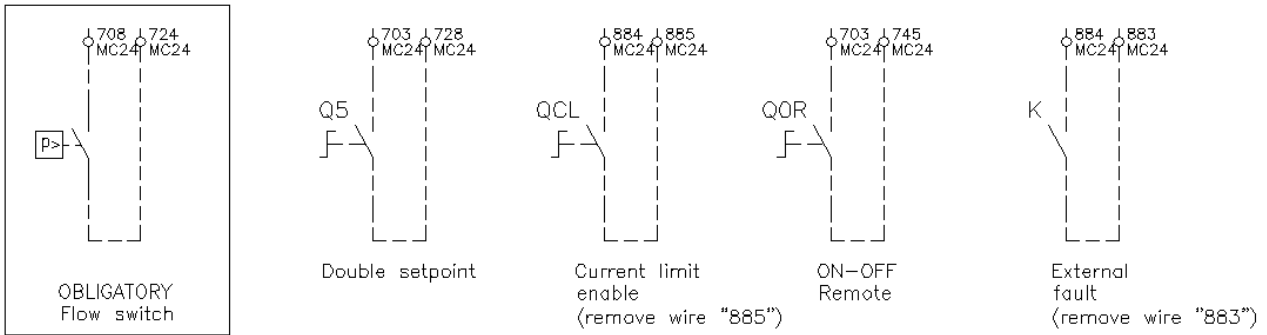 708 724
MC24 MC24
P>
OBLIGATORY
Flow switch
703 728
MC24 MC24
Q5
Double setpoint
884 885
MC24 MC24
QCL
Current limit
enable
(remove wire "885")
703 745
MC24 MC24
QOR
ON-OFF
Remote
884 883
MC24 MC24
K
External
fault
(remove wire "883")